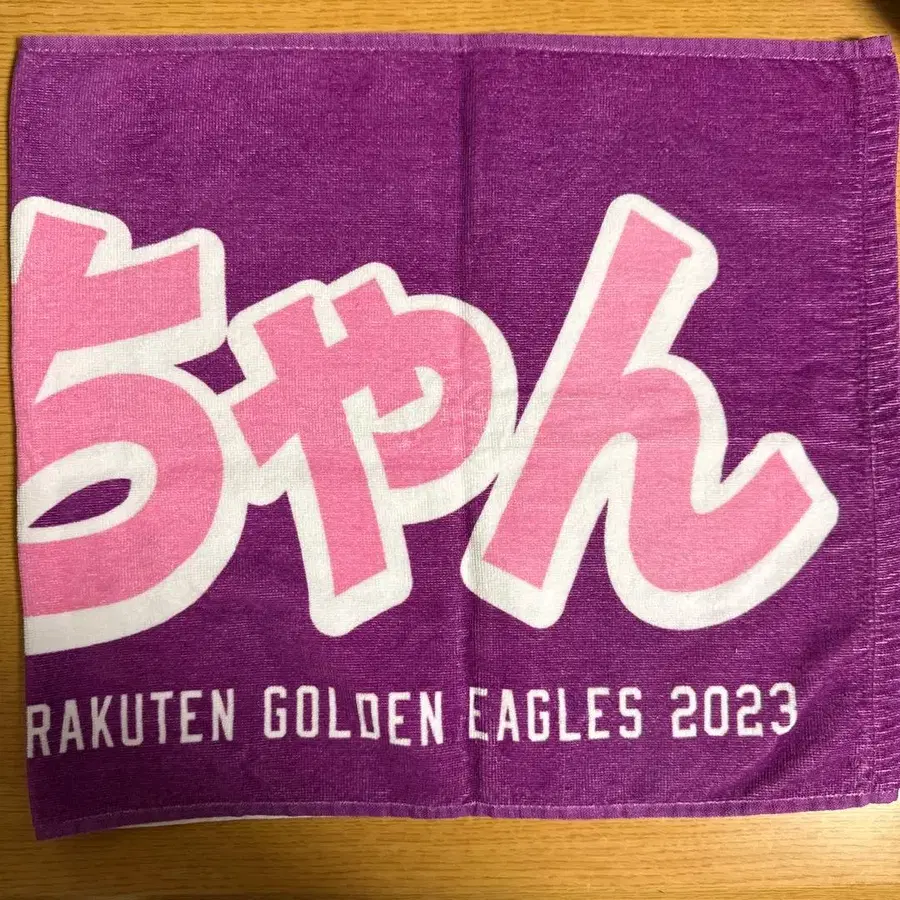 ちゃん
RAKUTEN GOLDEN EAGLES 2023